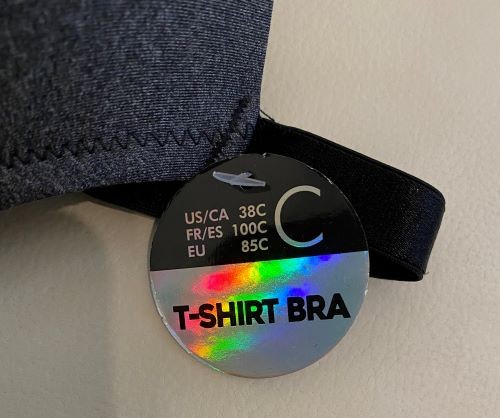 US/CA 38C
FR/ES 100C
EU 85C
C
T-SHIRT BRA